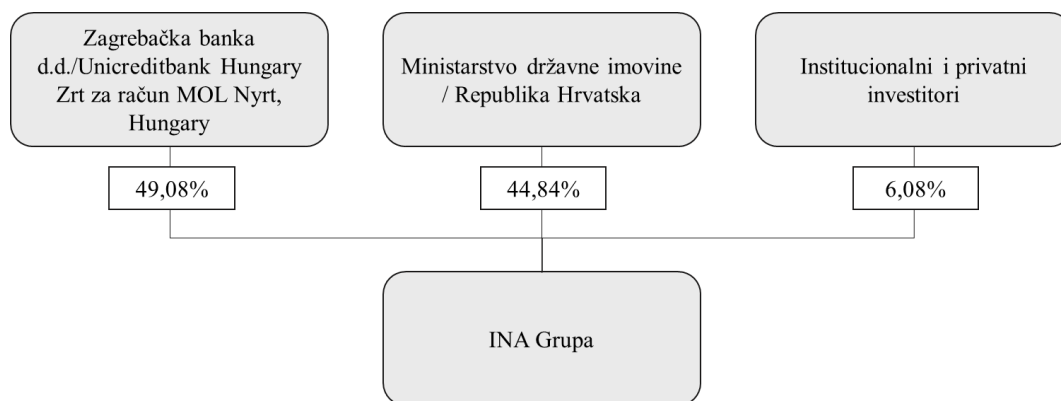 Zagrebačka banka
d.d./Unicreditbank Hungary
Zrt za račun MOL Nyrt,
Hungary
Ministarstvo državne imovine
/ Republika Hrvatska
Institucionalni i privatni
investitori
49,08%
44,84%
6,08%
INA Grupa